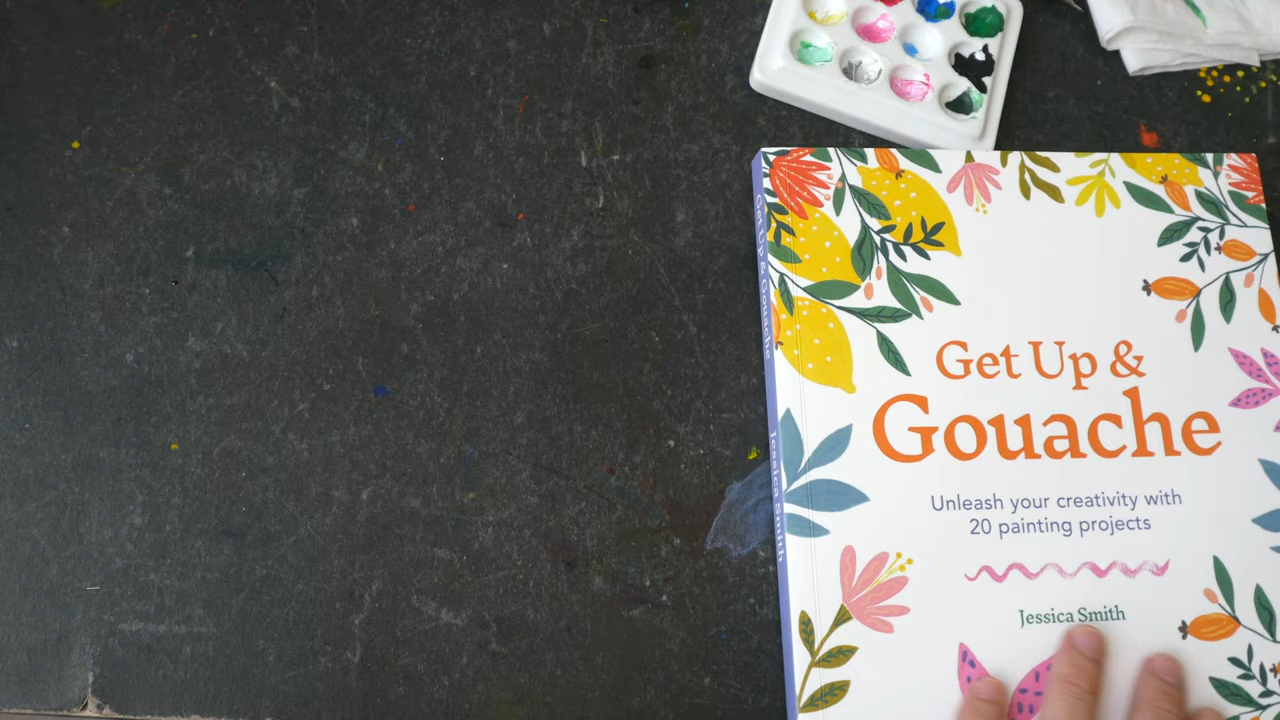 Get Up &
Gouache
Unleash your creativity with
20 painting projects
Jessica Smith
Get Up & Gouache
Jessica Smith